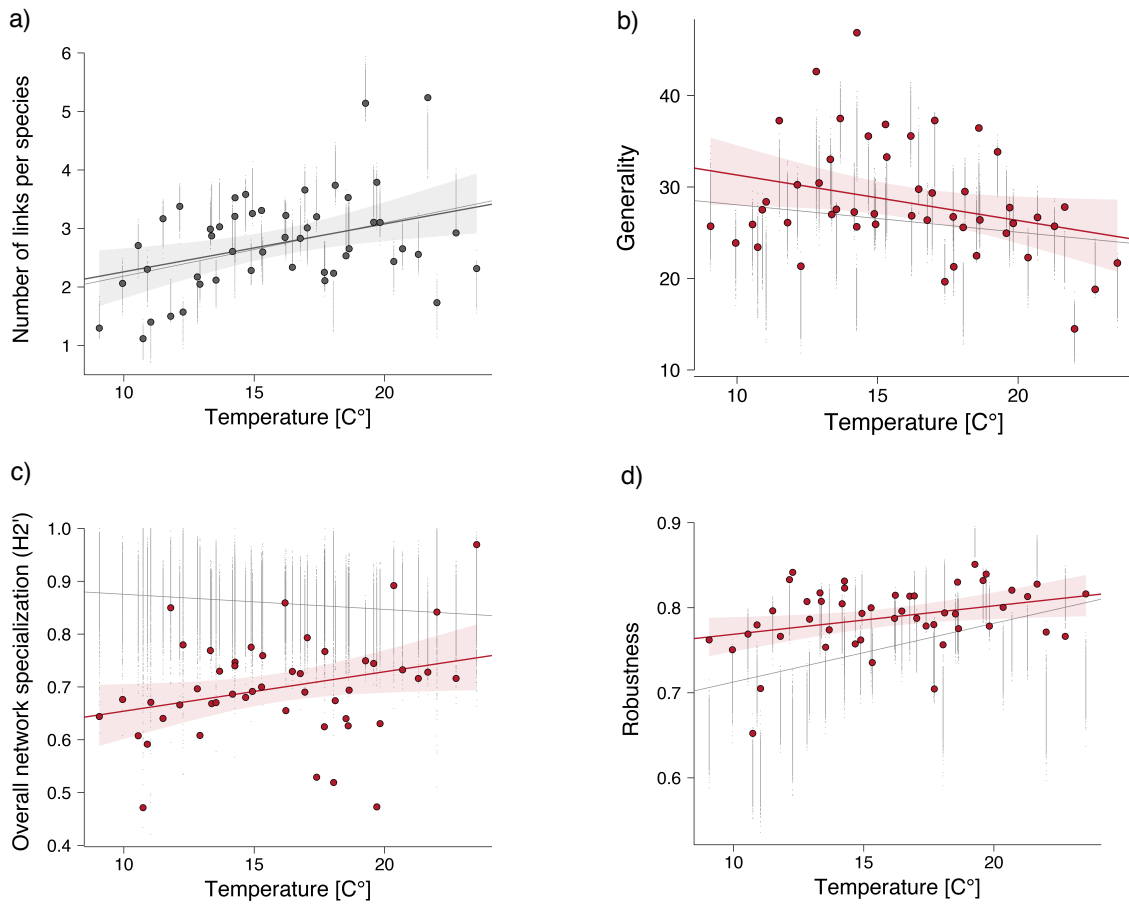 a)
Number of links per species
6
5
4
3
2
1
10 15 20
Temperature [C°]
b)
Generality
40
30
20
10
10 15 20
Temperature [C°]
c)
Overall network specialization (H2')
1.0
0.9
0.8
0.7
0.6
0.5
0.4
10 15 20
Temperature [C°]
d)
Robustness
0.9
0.8
0.7
0.6
10 15 20
Temperature [C°]